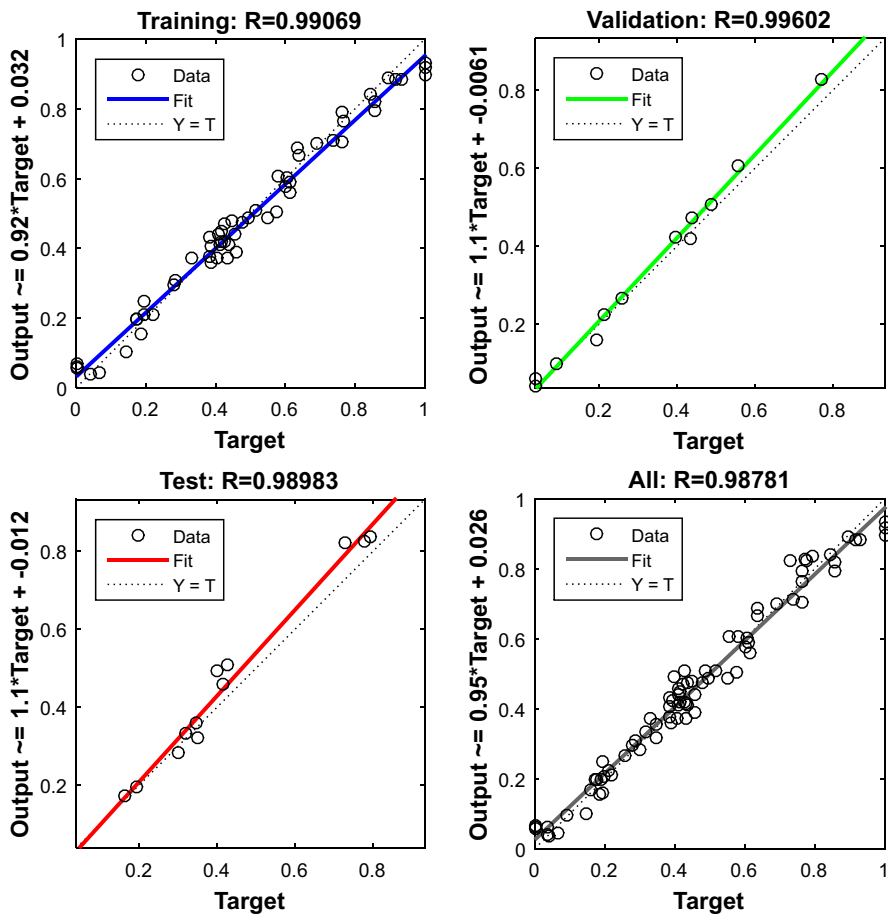 Training: R=0.99069
Output ~= 0.92*Target + 0.032
1
0.8
0.6
0.4
0.2
0
Data
Fit
Y = T
0
0.2
0.4
0.6
0.8
1
Target
Validation: R=0.99602
Output ~= 1.1*Target + -0.0061
0.8
0.6
0.4
0.2
Data
Fit
Y = T
0.2
0.4
0.6
0.8
Target
Test: R=0.98983
Output ~= 1.1*Target + -0.012
0.8
0.6
0.4
0.2
Data
Fit
Y = T
0.2
0.4
0.6
0.8
Target
All: R=0.98781
Output ~= 0.95*Target + 0.026
1
0.8
0.6
0.4
0.2
0
Data
Fit
Y = T
0
0.2
0.4
0.6
0.8
1
Target